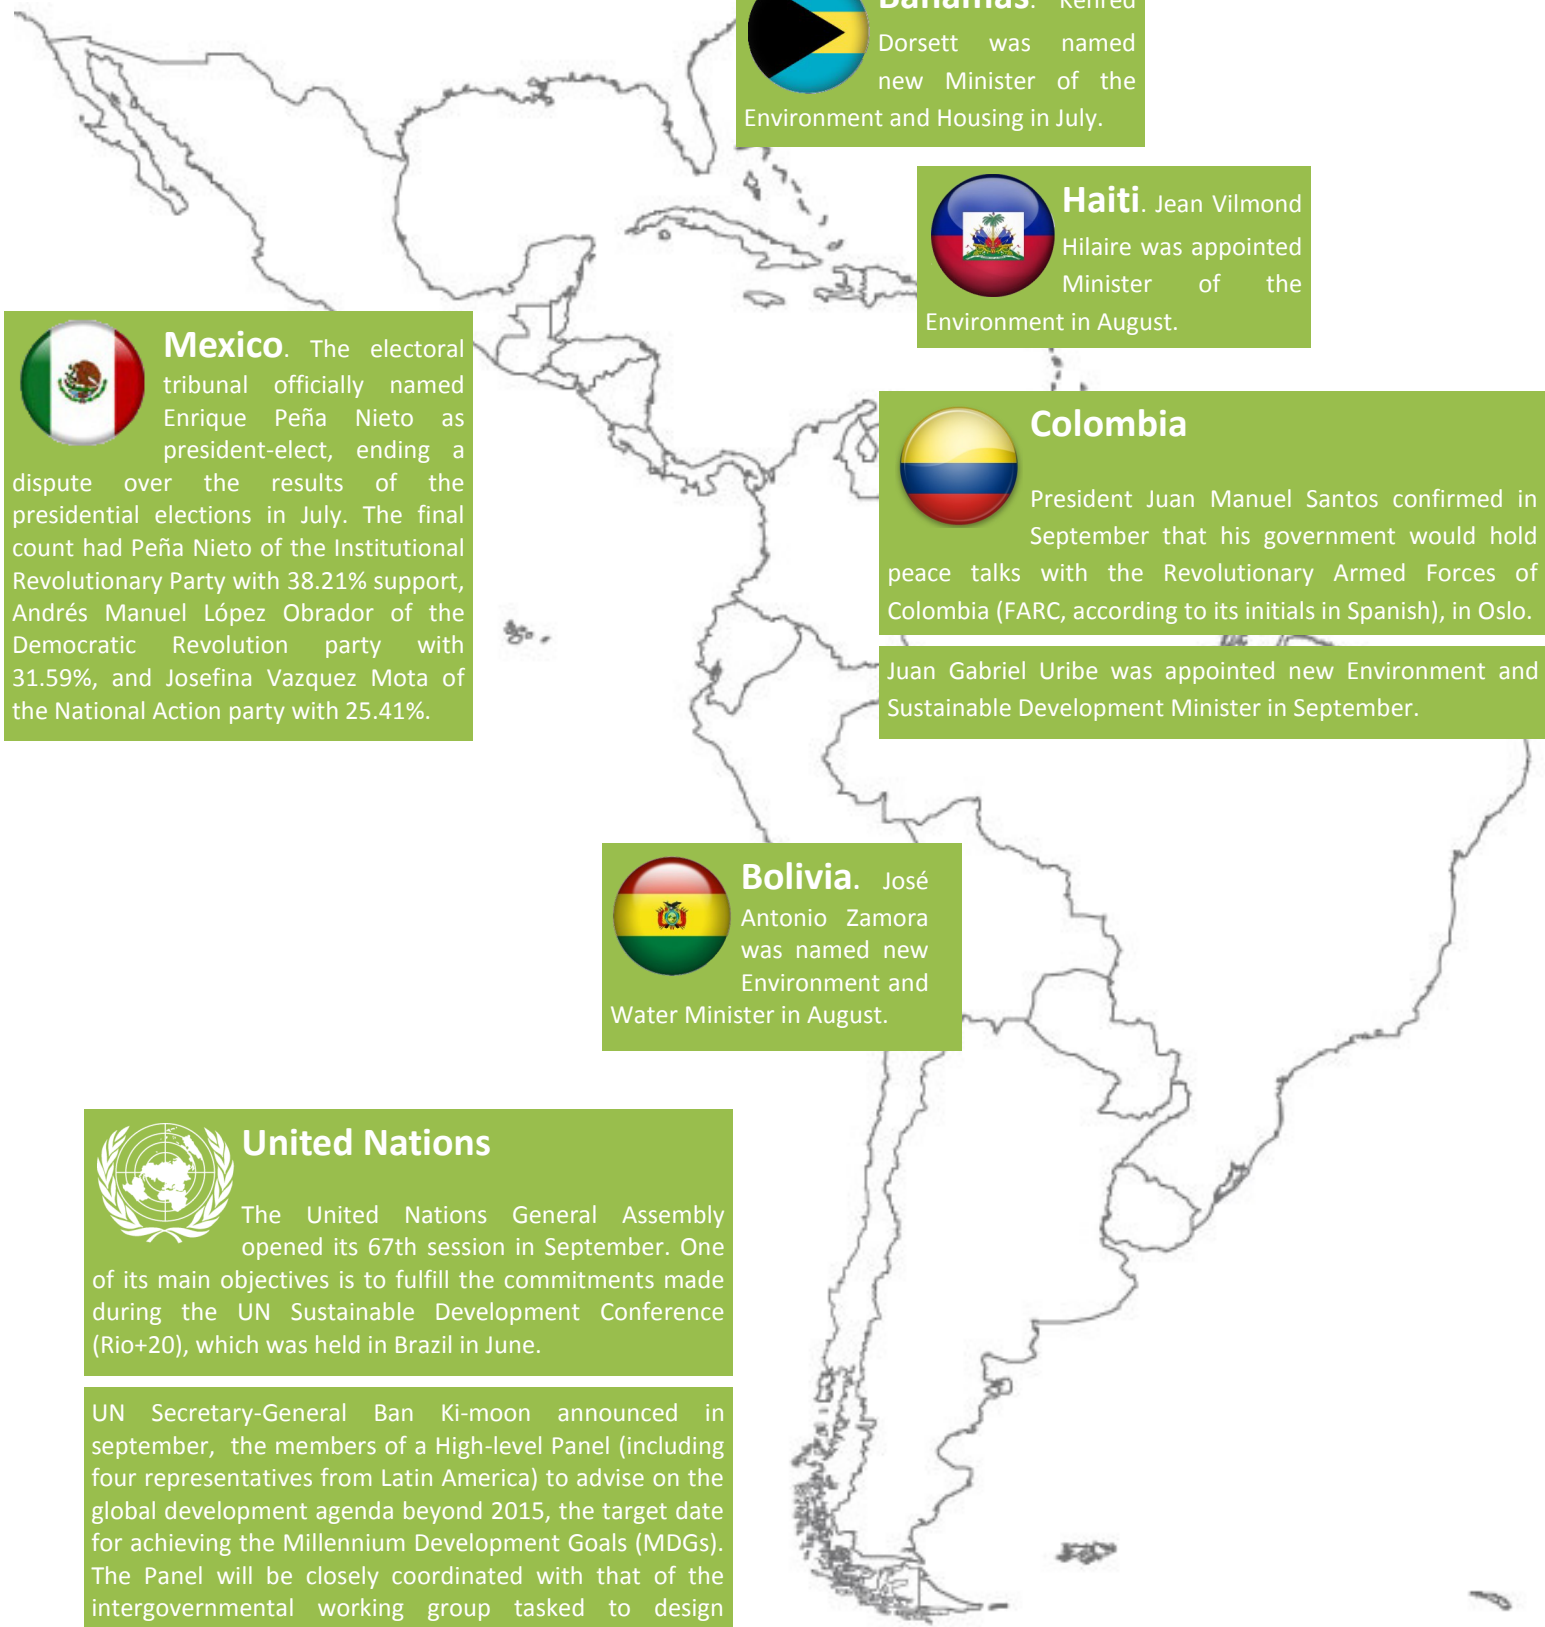 Bahamas. Kenred
Dorsett was named
new Minister of the
Environment and Housing in July.
Haiti. Jean Vilmond
Hilaire was appointed
Minister of the
Environment in August.
Mexico. The electoral
tribunal officially named
Enrique Peña Nieto as
president-elect, ending a
dispute over the results of the
presidential elections in July. The final
count had Peña Nieto of the Institutional
Revolutionary Party with 38.21% support,
Andrés Manuel López Obrador of the
Democratic Revolution party with
31.59%, and Josefina Vazquez Mota of
the National Action party with 25.41%.
Colombia
President Juan Manuel Santos confirmed in
September that his government would hold
peace talks with the Revolutionary Armed Forces of
Colombia (FARC, according to its initials in Spanish), in Oslo.
Juan Gabriel Uribe was appointed new Environment and
Sustainable Development Minister in September.
Bolivia. José
Antonio Zamora
was named new
Environment and
Water Minister in August.
United Nations
The United Nations General Assembly
opened its 67th session in September. One
of its main objectives is to fulfill the commitments made
during the UN Sustainable Development Conference
(Rio+20), which was held in Brazil in June.
UN Secretary-General Ban Ki-moon announced in
september, the members of a High-level Panel (including
four representatives from Latin America) to advise on the
global development agenda beyond 2015, the target date
for achieving the Millennium Development Goals (MDGs).
The Panel will be closely coordinated with that of the
intergovernmental working group tasked to design